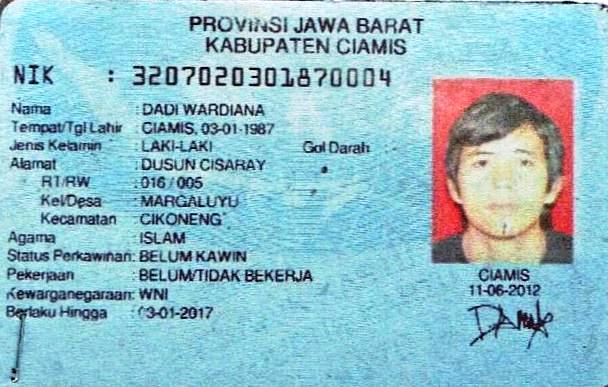 PROVINSI JAWA BARAT
KABUPATEN CIAMIS
NIK : 3207020301870004
Nama : DADI WARDIANA
Tempat/Tgl Lahir : CIAMIS, 03-01-1987
Jenis Kelamin : LAKI-LAKI Gol Darah :
Alamat : DUSUN CISARAY
RT/RW : 016 / 005
Kel/Desa : MARGALUYU
Kecamatan : CIKONENG
Agama : ISLAM
Status Perkawinan: BELUM KAWIN
Pekerjaan : BELUM/TIDAK BEKERJA
Kewarganegaraan: WNI
Berlaku Hingga : 03-01-2017
CIAMIS
11-06-2012